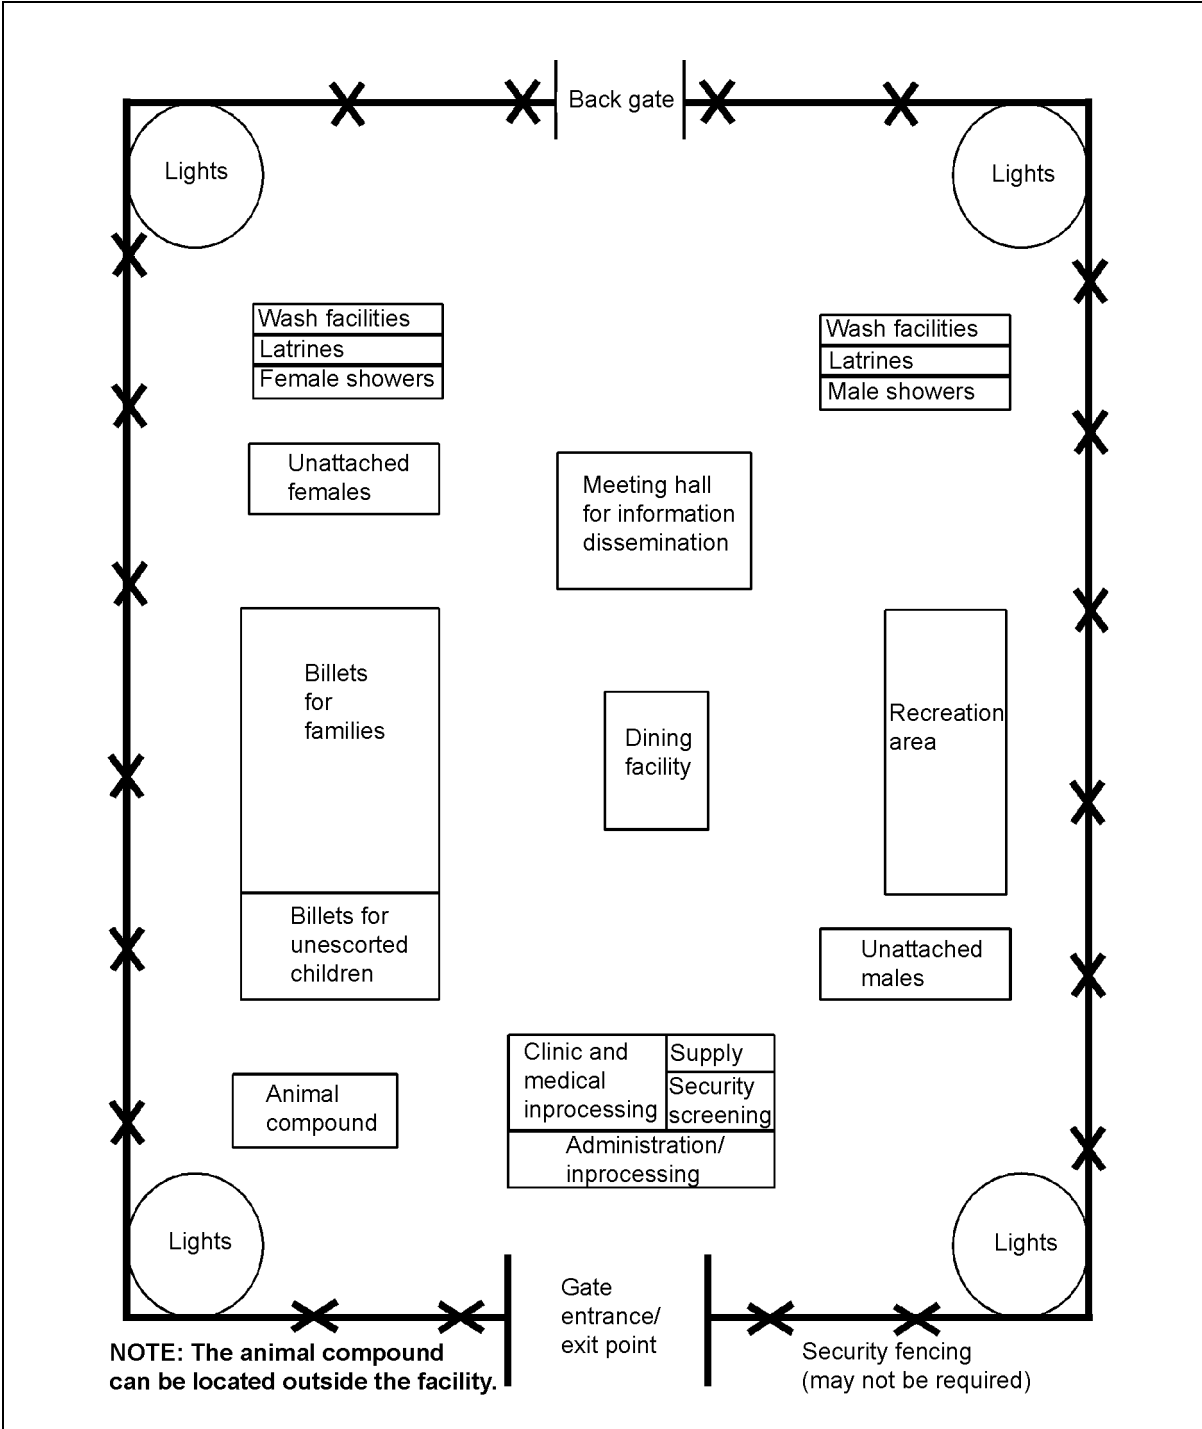 Back gate
Lights
Lights
Wash facilities
Latrines
Female showers
Wash facilities
Latrines
Male showers
Unattached
females
Meeting hall
for information
dissemination
Billets
for
families
Dining
facility
Recreation
area
Billets for
unescorted
children
Unattached
males
Clinic and
medical
inprocessing
Supply
Security
screening
Animal
compound
Administration/
inprocessing
Lights
Lights
Gate
entrance/
exit point
NOTE: The animal compound
can be located outside the facility.
Security fencing
(may not be required)